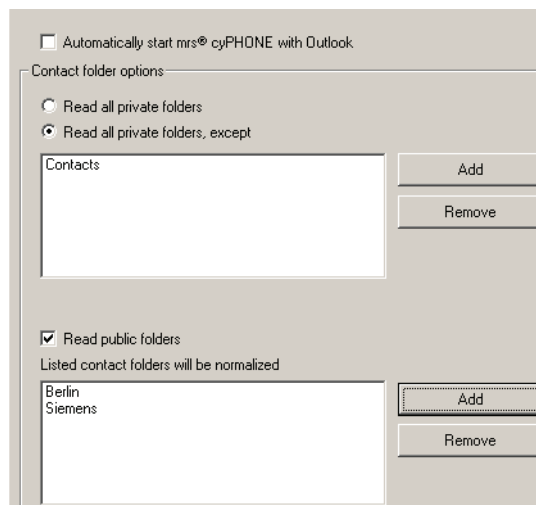 Automatically start mrs® cyPHONE with Outlook
Contact folder options
Read all private folders
Read all private folders, except
Contacts
Add
Remove
Read public folders
Listed contact folders will be normalized
Berlin
Siemens
Add
Remove